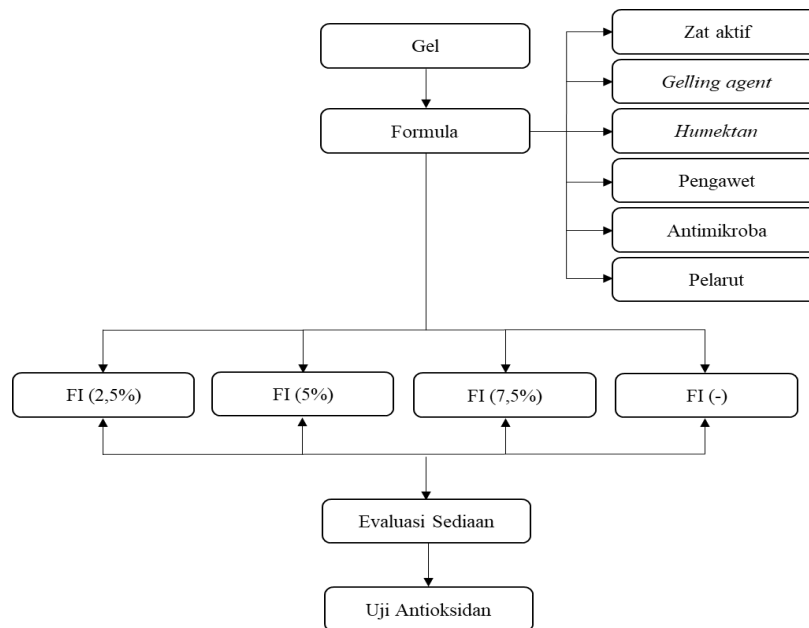 Gel
Formula
Zat aktif
Gelling agent
Humektan
Pengawet
Antimikroba
Pelarut
FI (2,5%)
FI (5%)
FI (7,5%)
FI (-)
Evaluasi Sediaan
Uji Antioksidan